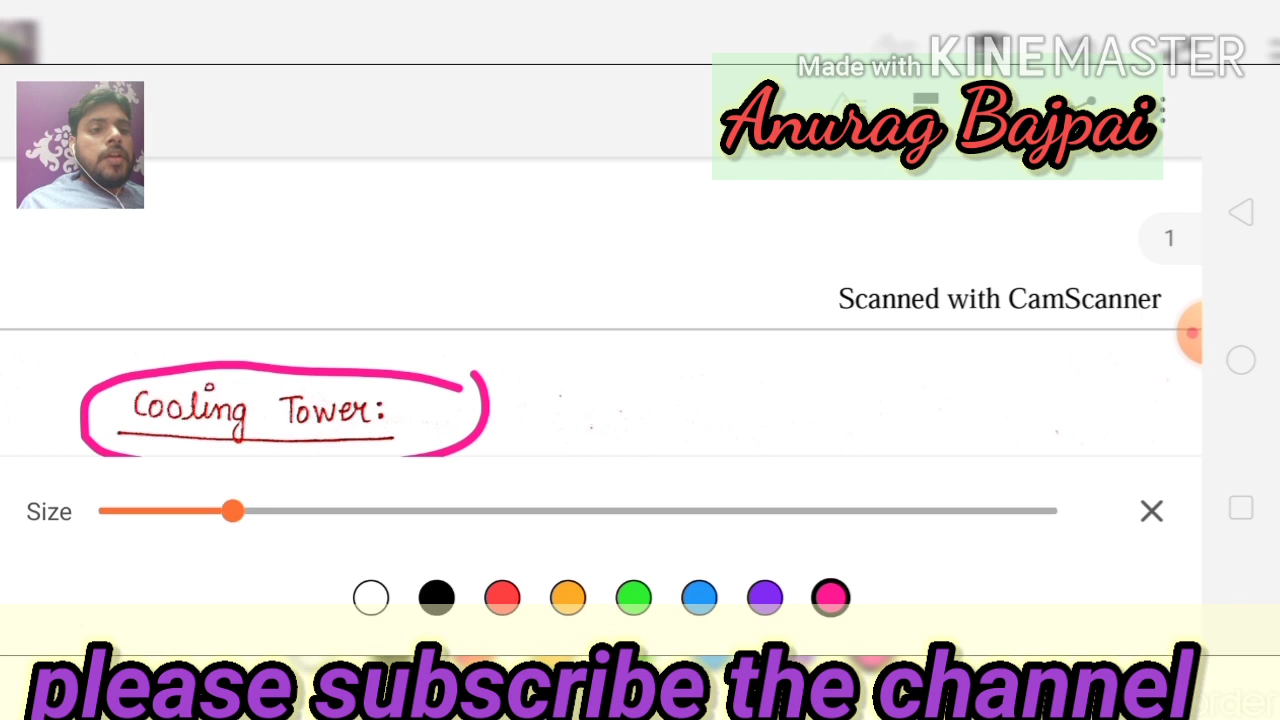 Made with KINEMASTER
Anurag Bajpai
1
Scanned with CamScanner
Cooling Tower:
Size
please subscribe the channel